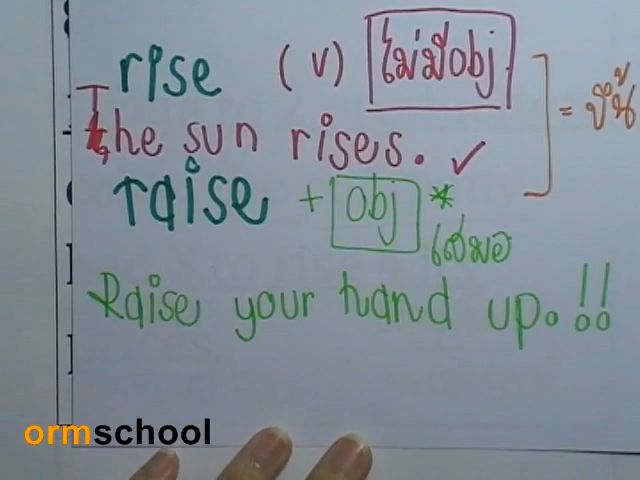 rise (v) ไม่มีobj
The sun rises. ✓
= ขึ้น
raise + obj *
เสมอ
Raise your hand up. !!
ormschool